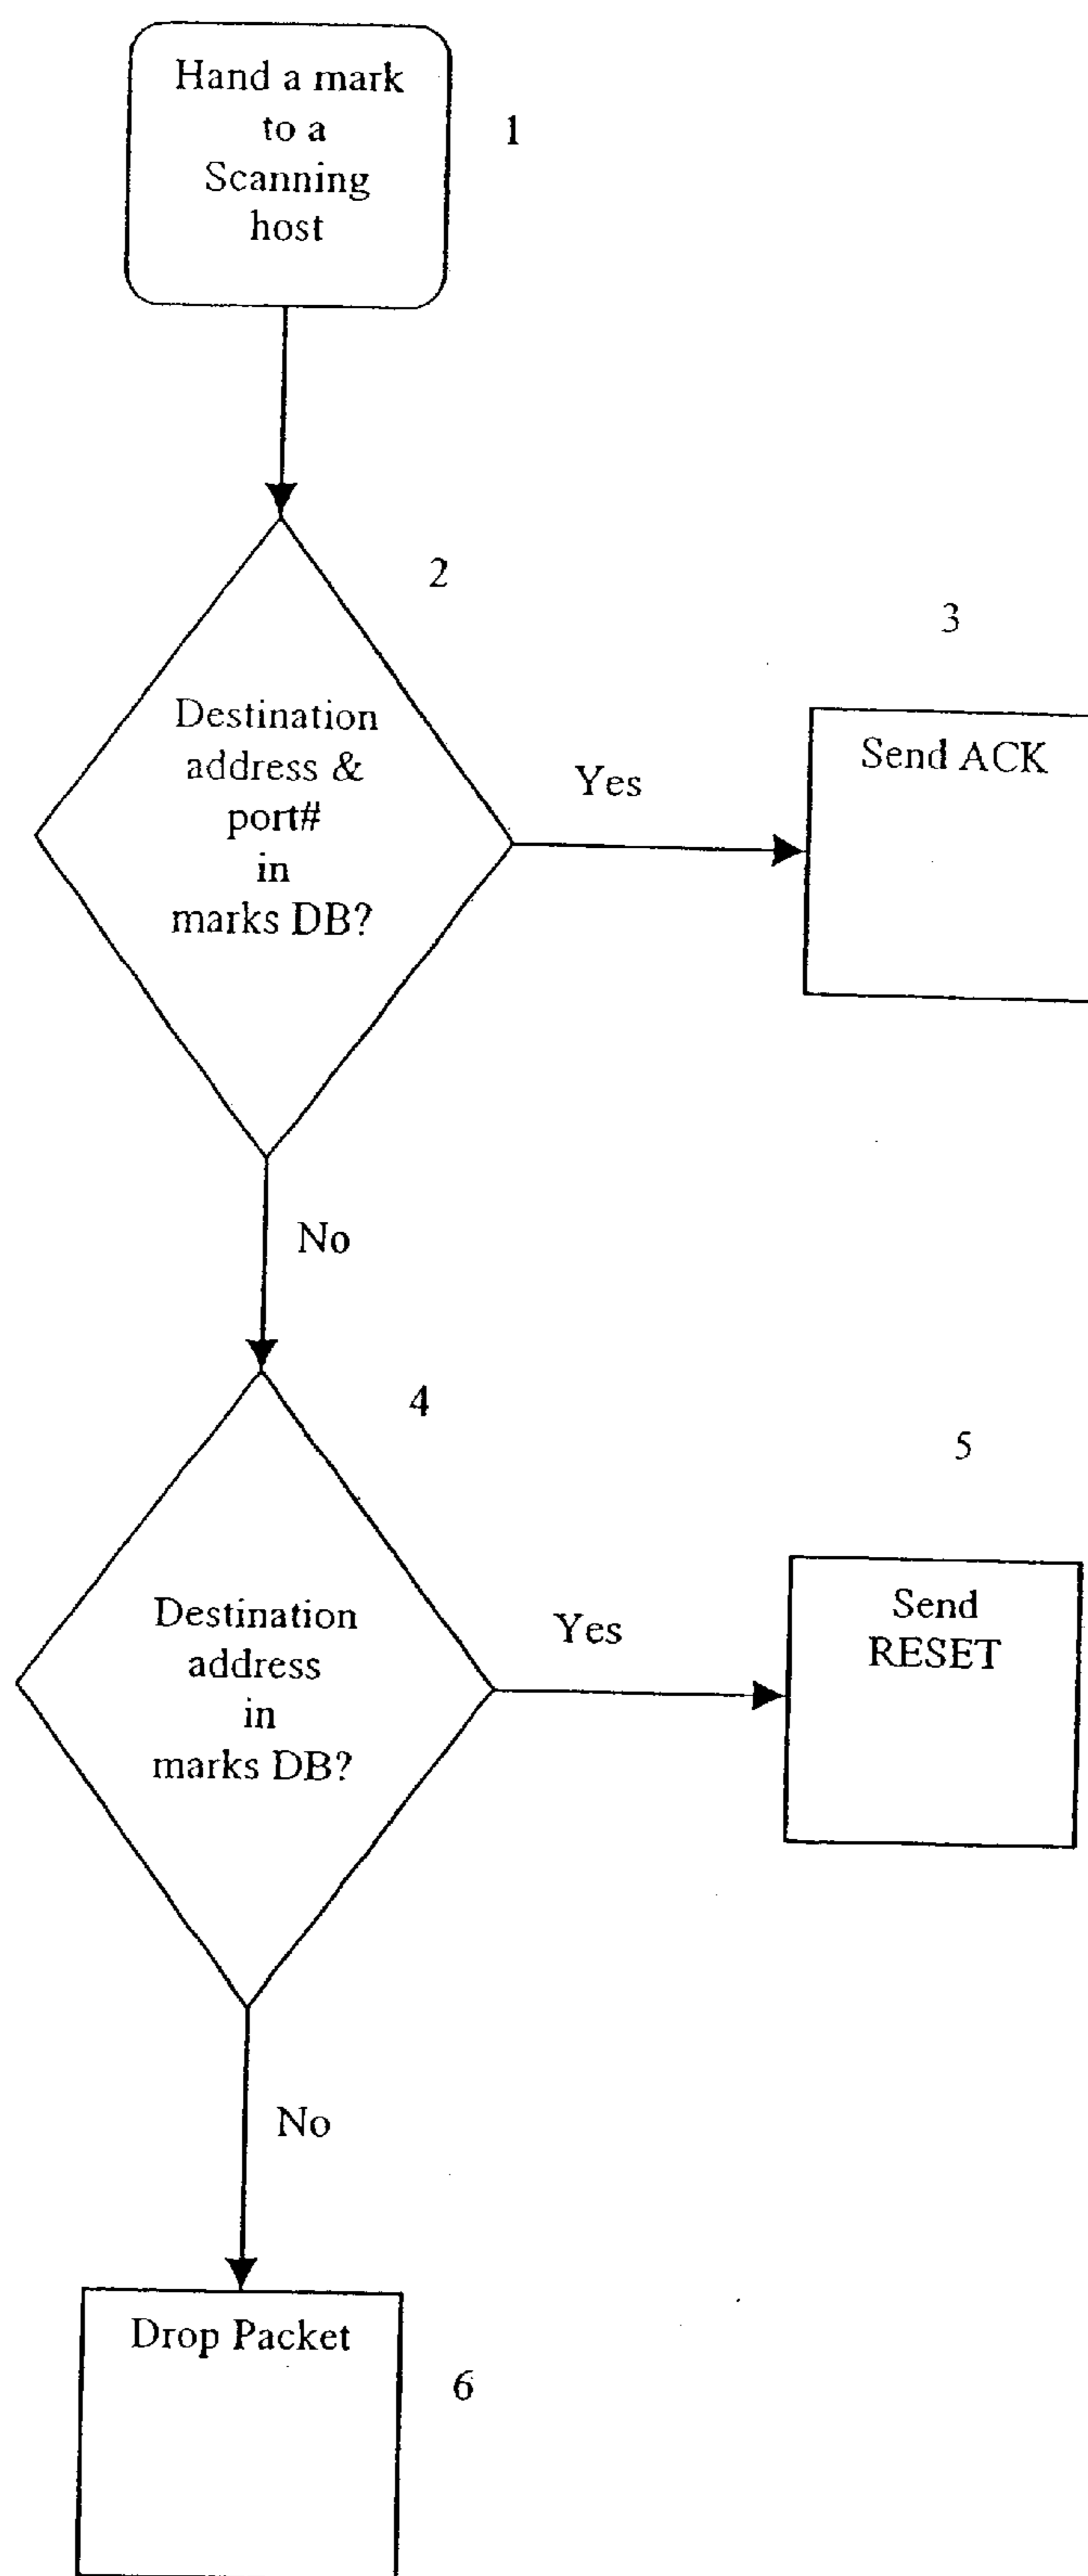 Hand a mark
to a
Scanning
host
1
2
Destination
address &
port#
in
marks DB?
Yes
3
Send ACK
No
4
Destination
address
in
marks DB?
Yes
5
Send
RESET
No
Drop Packet
6